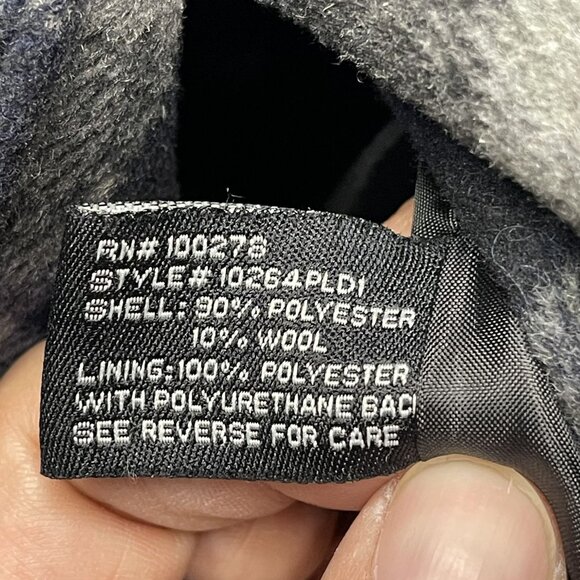 RN# 100278
STYLE# 10264PLD1
SHELL: 90% POLYESTER
10% WOOL
LINING: 100% POLYESTER
WITH POLYURETHANE BAC
SEE REVERSE FOR CARE